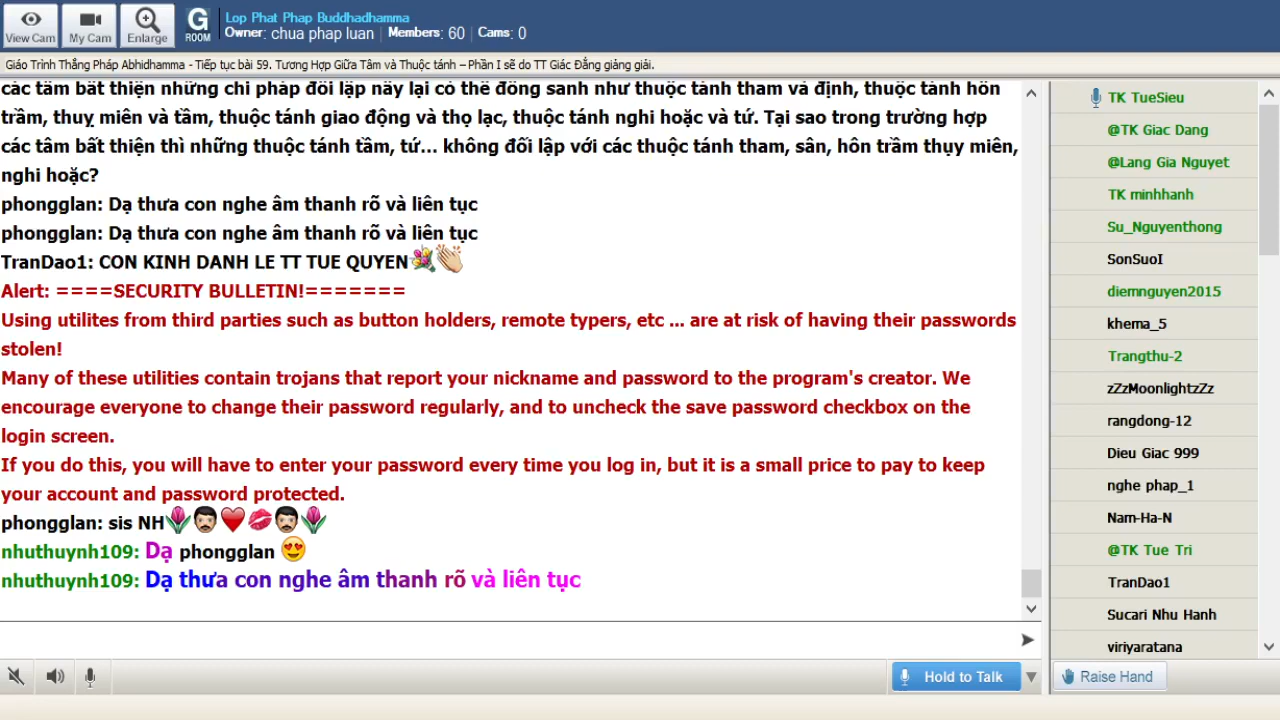 View Cam
My Cam
Enlarge
G
ROOM
Lop Phat Phap Buddhadhamma
Owner: chua phap luan Members: 60 Cams: 0
Giáo Trình Thắng Pháp Abhidhamma - Tiếp tục bài 59. Tương Hợp Giữa Tâm và Thuộc tánh – Phần I sẽ do TT Giác Đẳng giảng giải.
các tâm bất thiện những chi pháp đối lập nầy lại có thể đồng sanh như thuộc tánh tham và định, thuộc tánh hôn
trầm, thuỵ miên và tầm, thuộc tánh giao động và thọ lạc, thuộc tánh nghi hoặc và tứ. Tại sao trong trường hợp
các tâm bất thiện thì những thuộc tánh tầm, tứ... không đối lập với các thuộc tánh tham, sân, hôn trầm thụy miên,
nghi hoặc?
phongglan: Dạ thưa con nghe âm thanh rõ và liên tục
phongglan: Dạ thưa con nghe âm thanh rõ và liên tục
TranDao1: CON KINH DANH LE TT TUE QUYEN
Alert: ====SECURITY BULLETIN!=======
Using utilites from third parties such as button holders, remote typers, etc ... are at risk of having their passwords
stolen!
Many of these utilities contain trojans that report your nickname and password to the program's creator. We
encourage everyone to change their password regularly, and to uncheck the save password checkbox on the
login screen.
If you do this, you will have to enter your password every time you log in, but it is a small price to pay to keep
your account and password protected.
phongglan: sis NH
nhuthuynh109: Dạ phongglan
nhuthuynh109: Dạ thưa con nghe âm thanh rõ và liên tục
Hold to Talk
TK TueSieu
@TK Giac Dang
@Lang Gia Nguyet
TK minhhanh
Su_Nguyenthong
SonSuoI
diemnguyen2015
khema_5
Trangthu-2
zZzMoonlightzZz
rangdong-12
Dieu Giac 999
nghe phap_1
Nam-Ha-N
@TK Tue Tri
TranDao1
Sucari Nhu Hanh
viriyaratana
Raise Hand